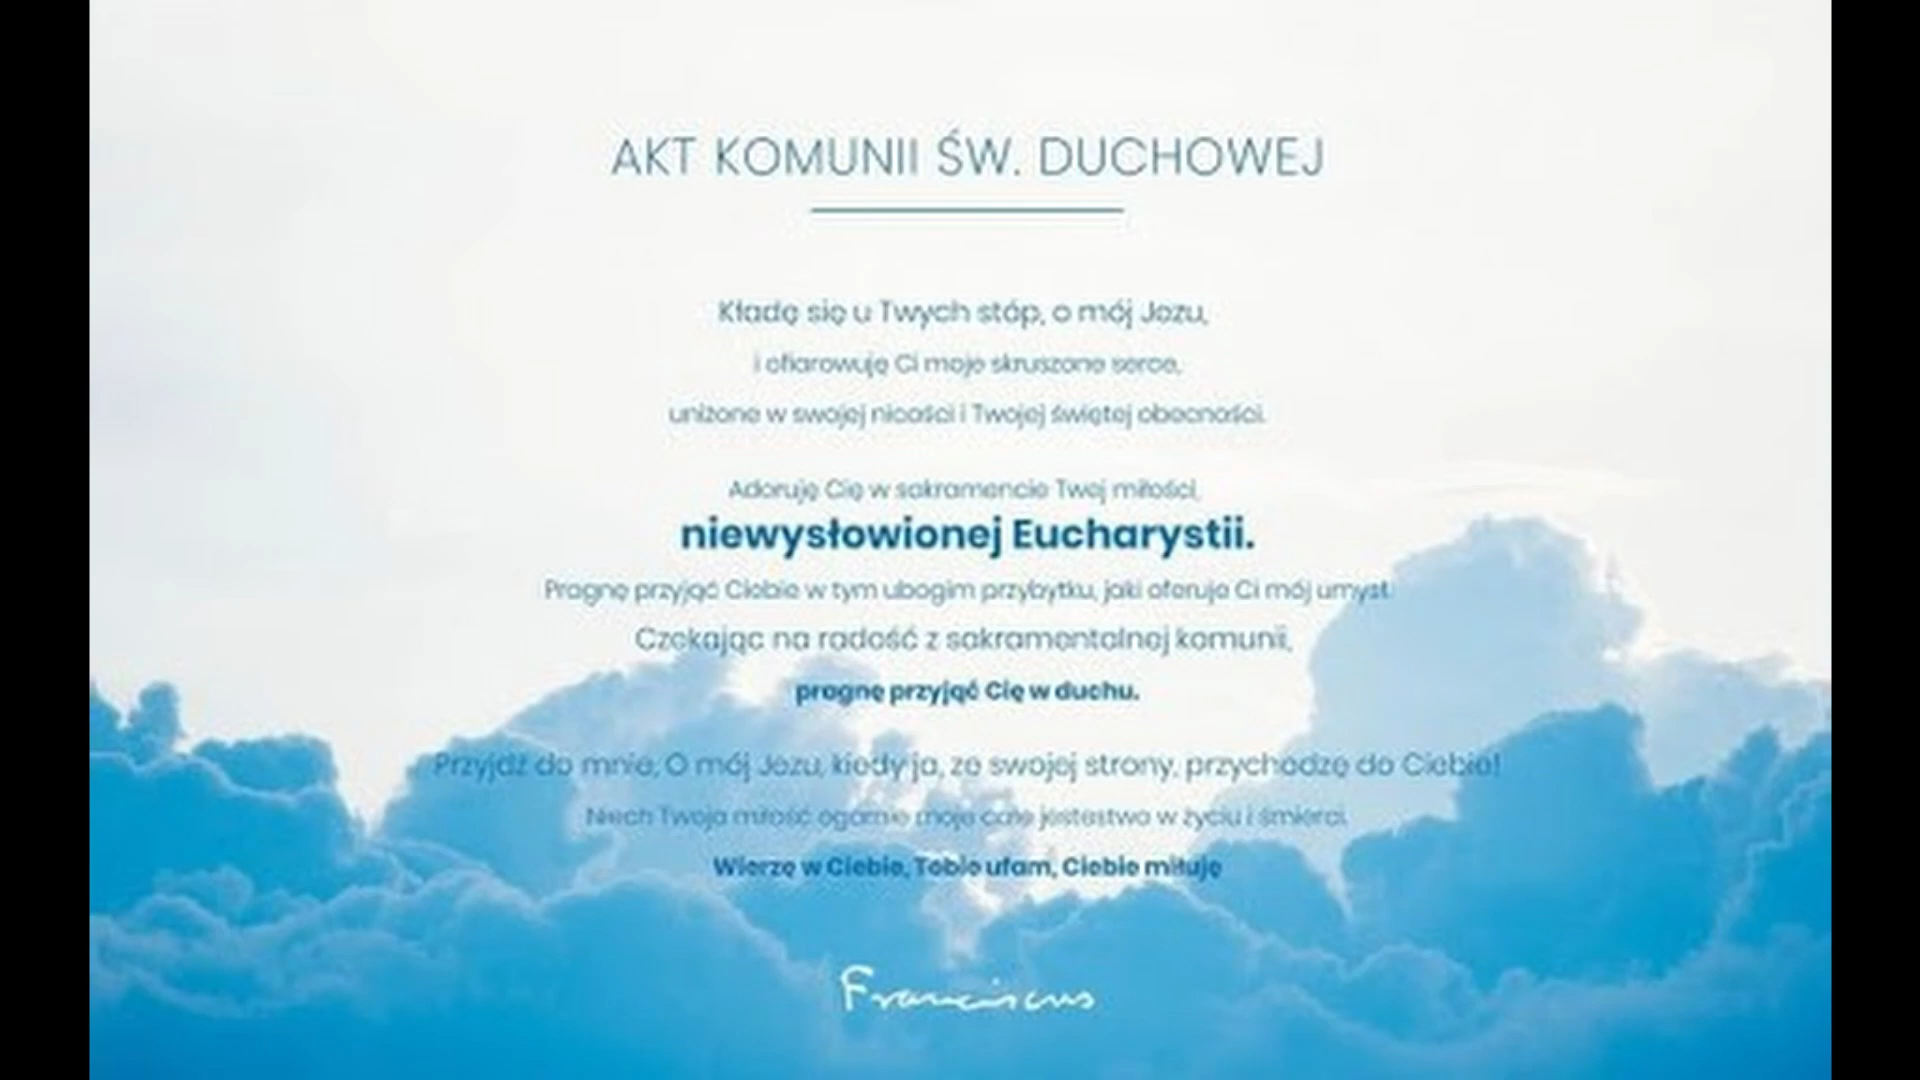 AKT KOMUNII ŚW. DUCHOWEJ
Kładę się u Twych stóp, o mój Jezu,
i ofiarowuję Ci moje skruszone serce,
uniżone w swojej nicości i Twojej świętej obecności.
Adoruję Cię w sakramencie Twej miłości,
niewysłowionej Eucharystii.
Pragnę przyjąć Ciebie w tym ubogim przybytku, jaki oferuje Ci mój umysł.
Czekając na radość z sakramentalnej komunii,
pragnę przyjąć Cię w duchu.
Przyjdź do mnie, O mój Jezu, kiedy ja, ze swojej strony, przychodzę do Ciebie!
Niech Twoja miłość ogarnie moje całe jestestwo w życiu i śmierci.
Wierzę w Ciebie, Tobie ufam, Ciebie miłuję
Franciscus